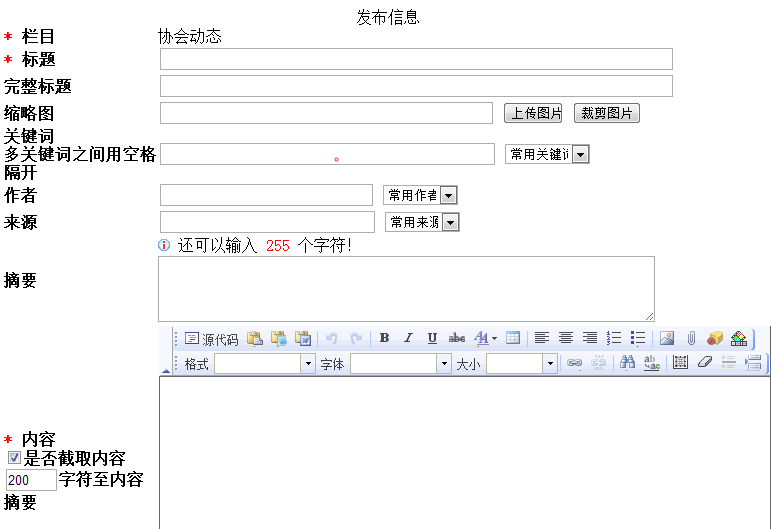 发布信息
* 栏目 协会动态
* 标题
完整标题
缩略图 上传图片 裁剪图片
关键词
多关键词之间用空格 常用关键词
隔开
作者 常用作者
来源 常用来源
还可以输入 255 个字符!
摘要
源代码 B I U abc
格式 字体 大小
* 内容
是否截取内容
200 字符至内容
摘要